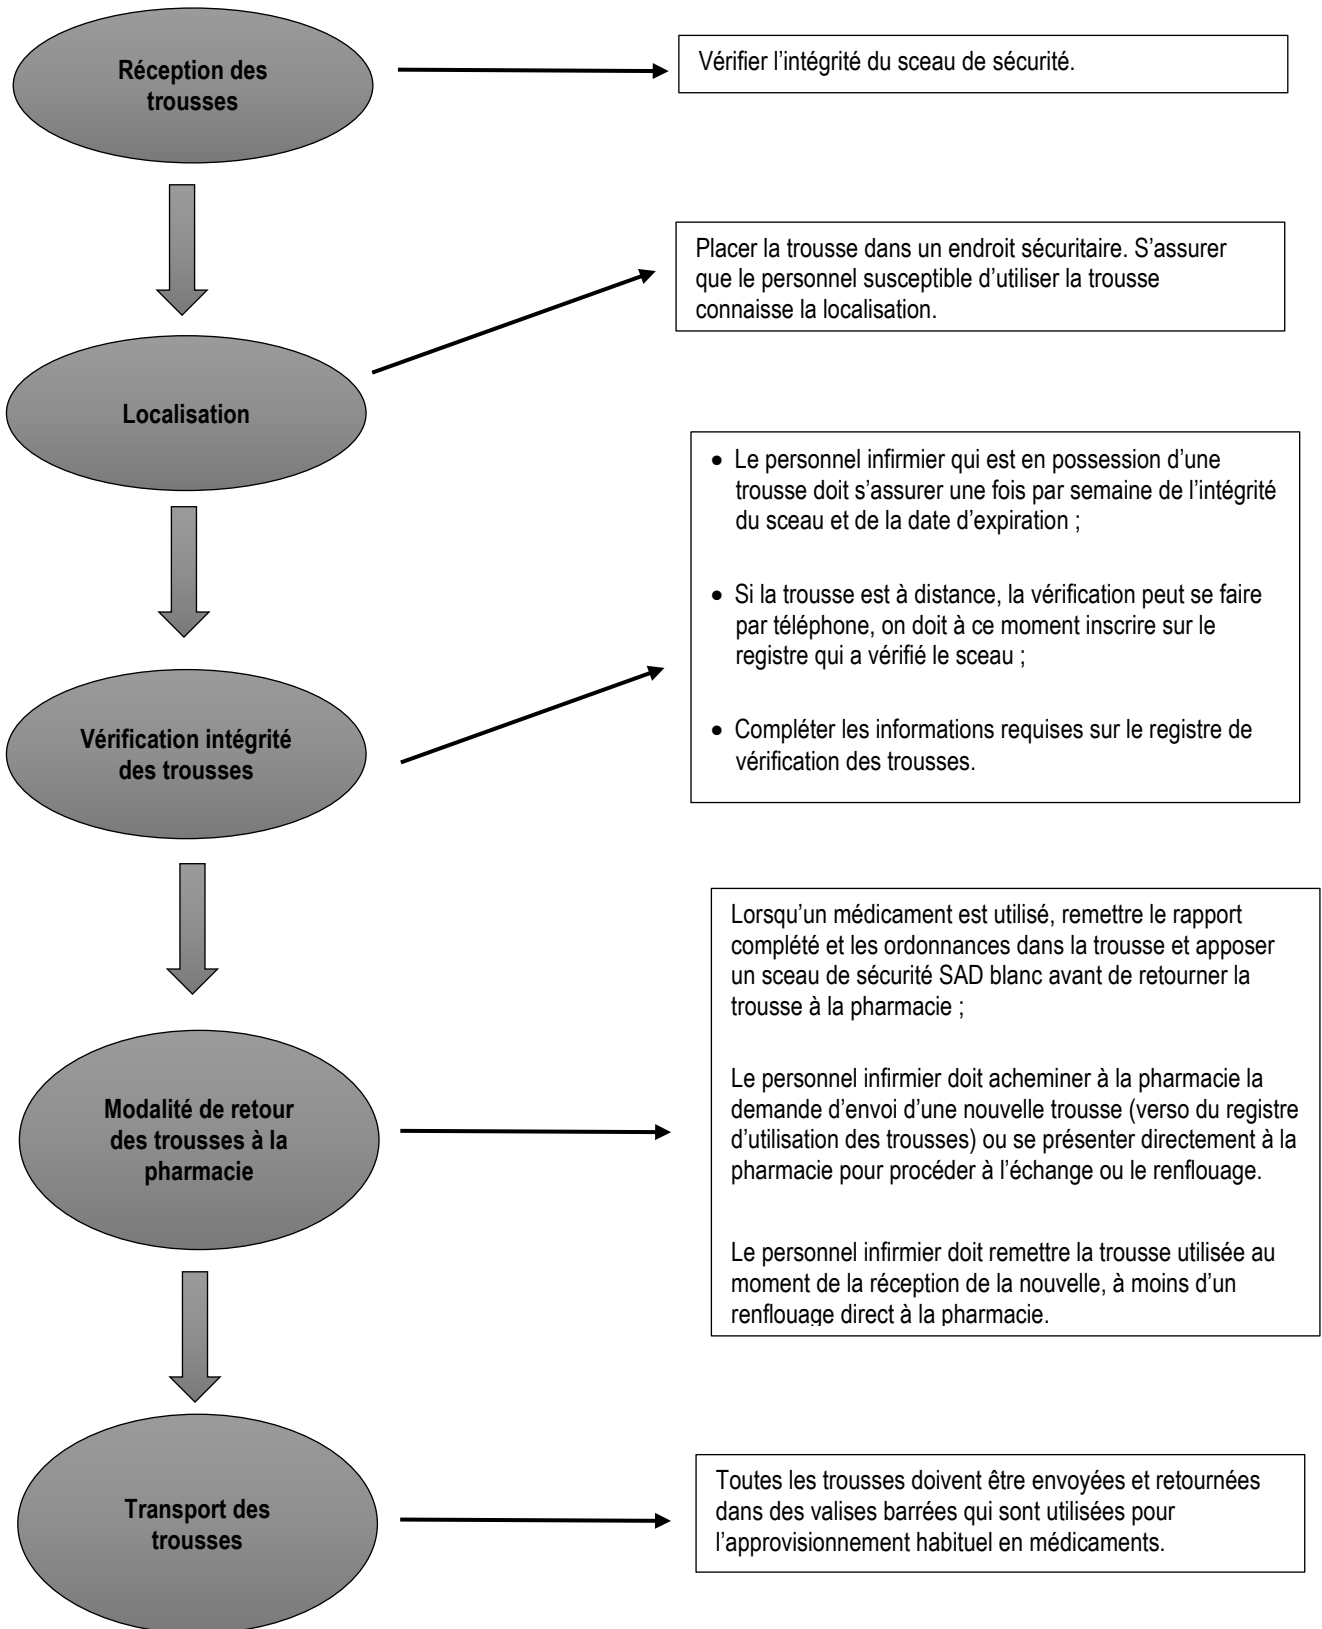 Réception des
trousses
Vérifier l’intégrité du sceau de sécurité.
Placer la trousse dans un endroit sécuritaire. S’assurer
que le personnel susceptible d’utiliser la trousse
connaisse la localisation.
Localisation
• Le personnel infirmier qui est en possession d’une
trousse doit s’assurer une fois par semaine de l’intégrité
du sceau et de la date d’expiration ;
• Si la trousse est à distance, la vérification peut se faire
par téléphone, on doit à ce moment inscrire sur le
registre qui a vérifié le sceau ;
• Compléter les informations requises sur le registre de
vérification des trousses.
Vérification intégrité
des trousses
Lorsqu’un médicament est utilisé, remettre le rapport
complété et les ordonnances dans la trousse et apposer
un sceau de sécurité SAD blanc avant de retourner la
trousse à la pharmacie ;
Le personnel infirmier doit acheminer à la pharmacie la
demande d’envoi d’une nouvelle trousse (verso du registre
d’utilisation des trousses) ou se présenter directement à la
pharmacie pour procéder à l’échange ou le renflouage.
Le personnel infirmier doit remettre la trousse utilisée au
moment de la réception de la nouvelle, à moins d’un
renflouage direct à la pharmacie.
Modalité de retour
des trousses à la
pharmacie
Toutes les trousses doivent être envoyées et retournées
dans des valises barrées qui sont utilisées pour
l’approvisionnement habituel en médicaments.
Transport des
trousses